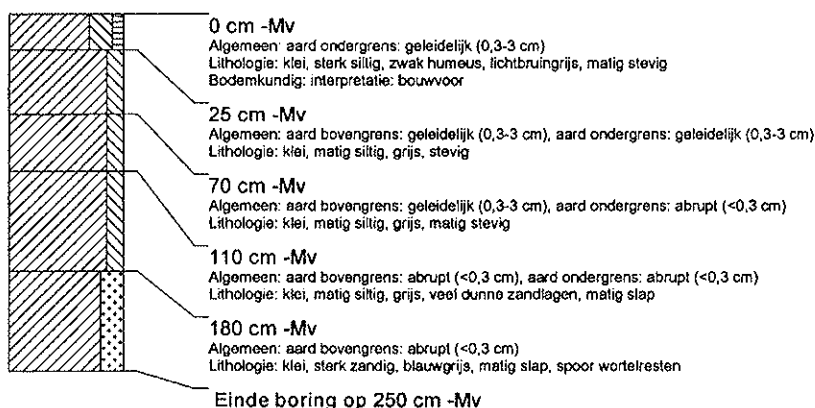 0 cm -Mv
Algemeen: aard ondergrens: geleidelijk (0,3-3 cm)
Lithologie: klei, sterk siltig, zwak humeus, lichtbruingrijs, matig stevig
Bodemkundig: interpretatie: bouwvoor
25 cm -Mv
Algemeen: aard bovengrens: geleidelijk (0,3-3 cm), aard ondergrens: geleidelijk (0,3-3 cm)
Lithologie: klei, matig siltig, grijs, stevig
70 cm -Mv
Algemeen: aard bovengrens: geleidelijk (0,3-3 cm), aard ondergrens: abrupt (<0,3 cm)
Lithologie: klei, matig siltig, grijs, matig stevig
110 cm -Mv
Algemeen: aard bovengrens: abrupt (<0,3 cm), aard ondergrens: abrupt (<0,3 cm)
Lithologie: klei, matig siltig, grijs, veel dunne zandlagen, matig slap
180 cm -Mv
Algemeen: aard bovengrens: abrupt (<0,3 cm)
Lithologie: klei, sterk zandig, blauwgrijs, matig slap, spoor wortelresten
Einde boring op 250 cm -Mv